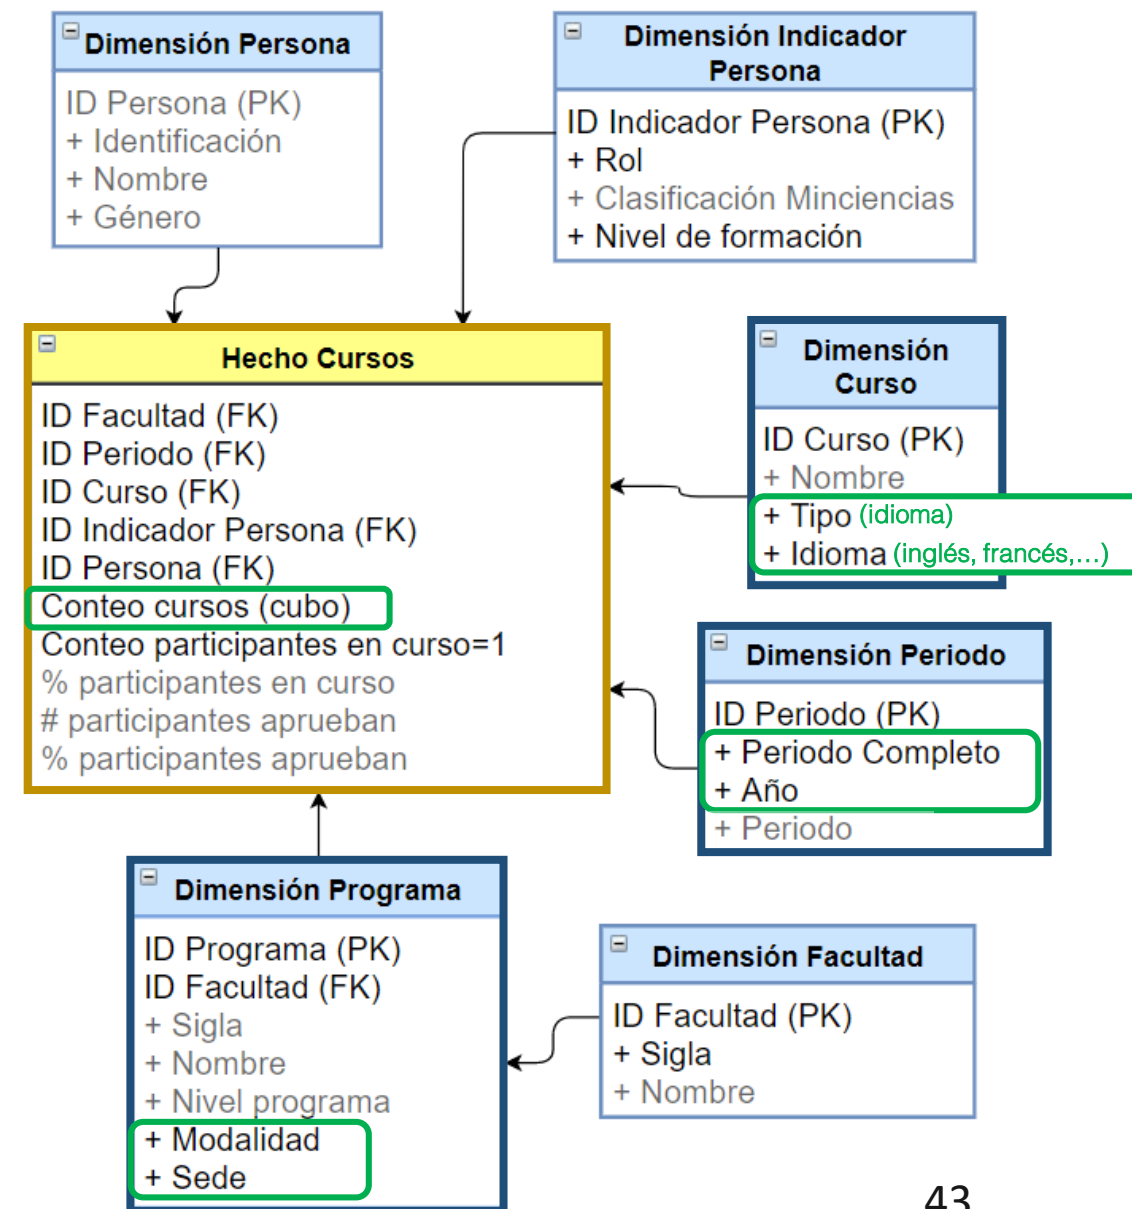 Dimensión Persona
ID Persona (PK)
+ Identificación
+ Nombre
+ Género
Dimensión Indicador
Persona
ID Indicador Persona (PK)
+ Rol
+ Clasificación Minciencias
+ Nivel de formación
Hecho Cursos
ID Facultad (FK)
ID Periodo (FK)
ID Curso (FK)
ID Indicador Persona (FK)
ID Persona (FK)
Conteo cursos (cubo)
Conteo participantes en curso=1
% participantes en curso
# participantes aprueban
% participantes aprueban
Dimensión
Curso
ID Curso (PK)
+ Nombre
+ Tipo (idioma)
+ Idioma (inglés, francés,...)
Dimensión Periodo
ID Periodo (PK)
+ Periodo Completo
+ Año
+ Periodo
Dimensión Programa
ID Programa (PK)
ID Facultad (FK)
+ Sigla
+ Nombre
+ Nivel programa
+ Modalidad
+ Sede
Dimensión Facultad
ID Facultad (PK)
+ Sigla
+ Nombre
43